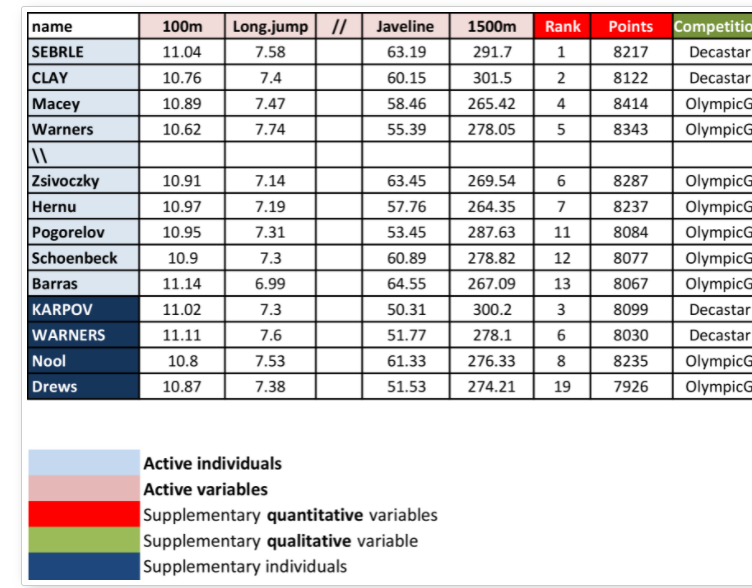 name 100m Long.jump // Javeline 1500m Rank Points Competitio
SEBRLE 11.04 7.58 63.19 291.7 1 8217 Decastar
CLAY 10.76 7.4 60.15 301.5 2 8122 Decastar
Macey 10.89 7.47 58.46 265.42 4 8414 OlympicG
Warners 10.62 7.74 55.39 278.05 5 8343 OlympicG
\\
Zsivoczky 10.91 7.14 63.45 269.54 6 8287 OlympicG
Hernu 10.97 7.19 57.76 264.35 7 8237 OlympicG
Pogorelov 10.95 7.31 53.45 287.63 11 8084 OlympicG
Schoenbeck 10.9 7.3 60.89 278.82 12 8077 OlympicG
Barras 11.14 6.99 64.55 267.09 13 8067 OlympicG
KARPOV 11.02 7.3 50.31 300.2 3 8099 Decastar
WARNERS 11.11 7.6 51.77 278.1 6 8030 Decastar
Nool 10.8 7.53 61.33 276.33 8 8235 OlympicG
Drews 10.87 7.38 51.53 274.21 19 7926 OlympicG
Active individuals
Active variables
Supplementary quantitative variables
Supplementary qualitative variable
Supplementary individuals